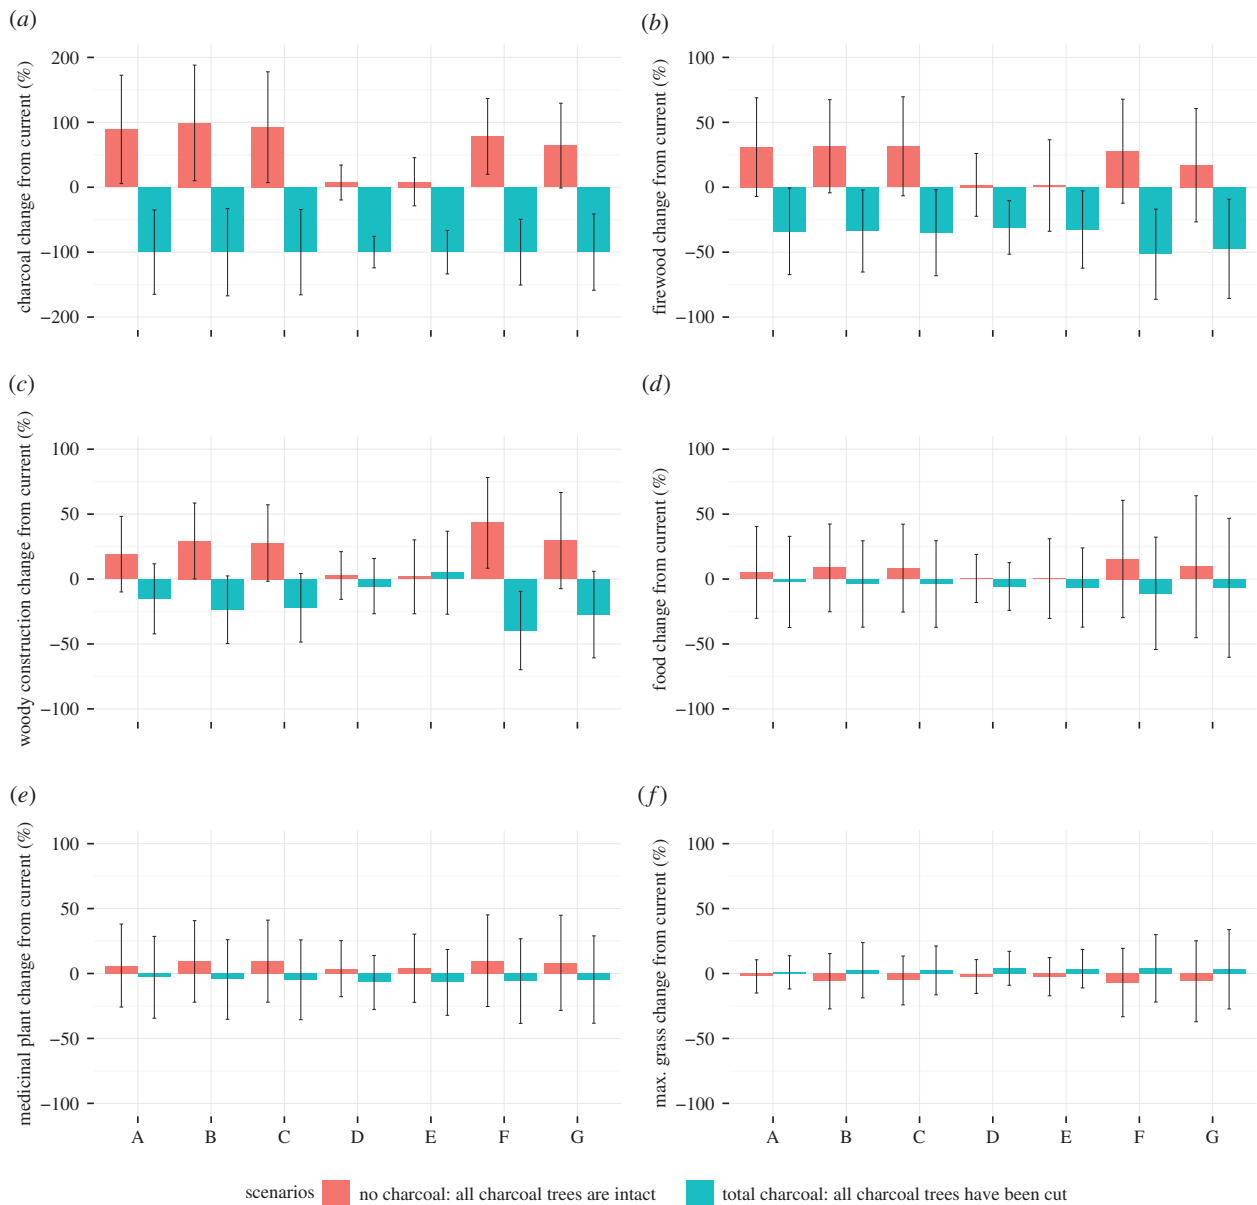 (a)
charcoal change from current (%)
200
100
0
−100
−200
(b)
firewood change from current (%)
100
50
0
−50
−100
(c)
woody construction change from current (%)
100
50
0
−50
−100
(d)
food change from current (%)
100
50
0
−50
−100
(e)
medicinal plant change from current (%)
100
50
0
−50
−100
A B C D E F G
(f)
max. grass change from current (%)
100
50
0
−50
−100
A B C D E F G
scenarios no charcoal: all charcoal trees are intact total charcoal: all charcoal trees have been cut